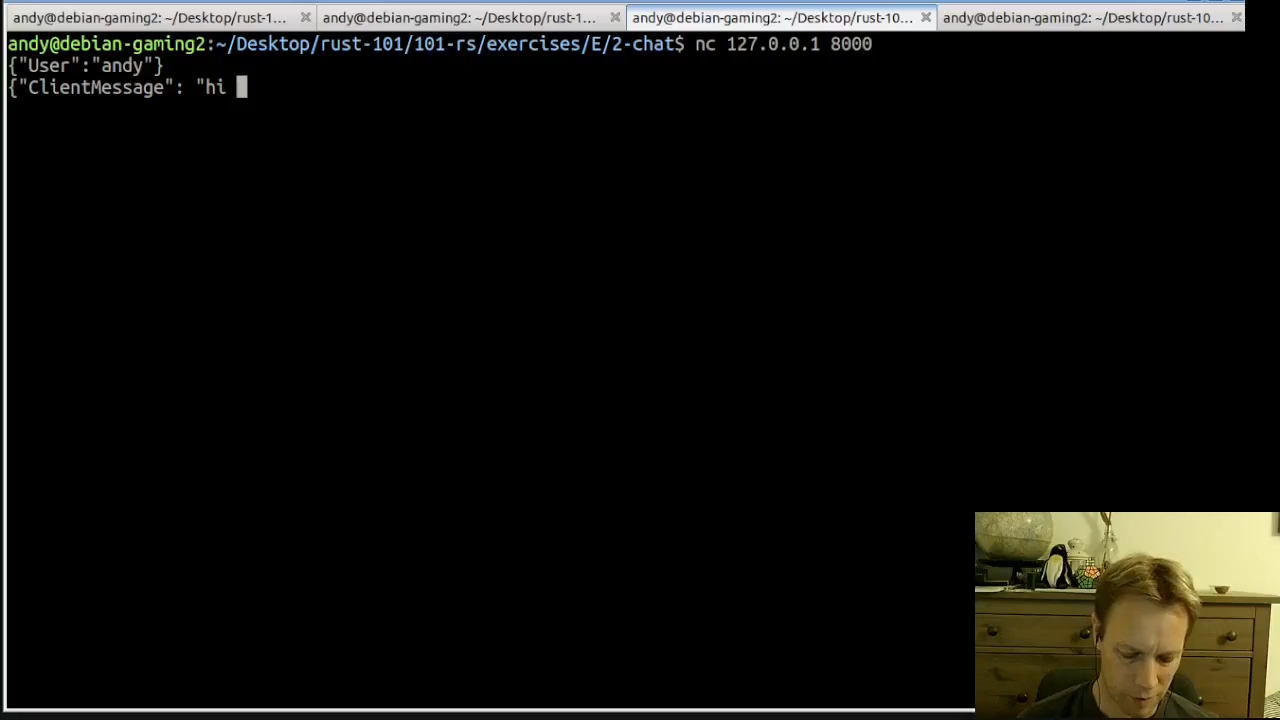 andy@debian-gaming2: ~/Desktop/rust-1... andy@debian-gaming2: ~/Desktop/rust-1... andy@debian-gaming2: ~/Desktop/rust-10... andy@debian-gaming2: ~/Desktop/rust-10...
andy@debian-gaming2:~/Desktop/rust-101/101-rs/exercises/E/2-chat$ nc 127.0.0.1 8000
{"User":"andy"}
{"ClientMessage": "hi